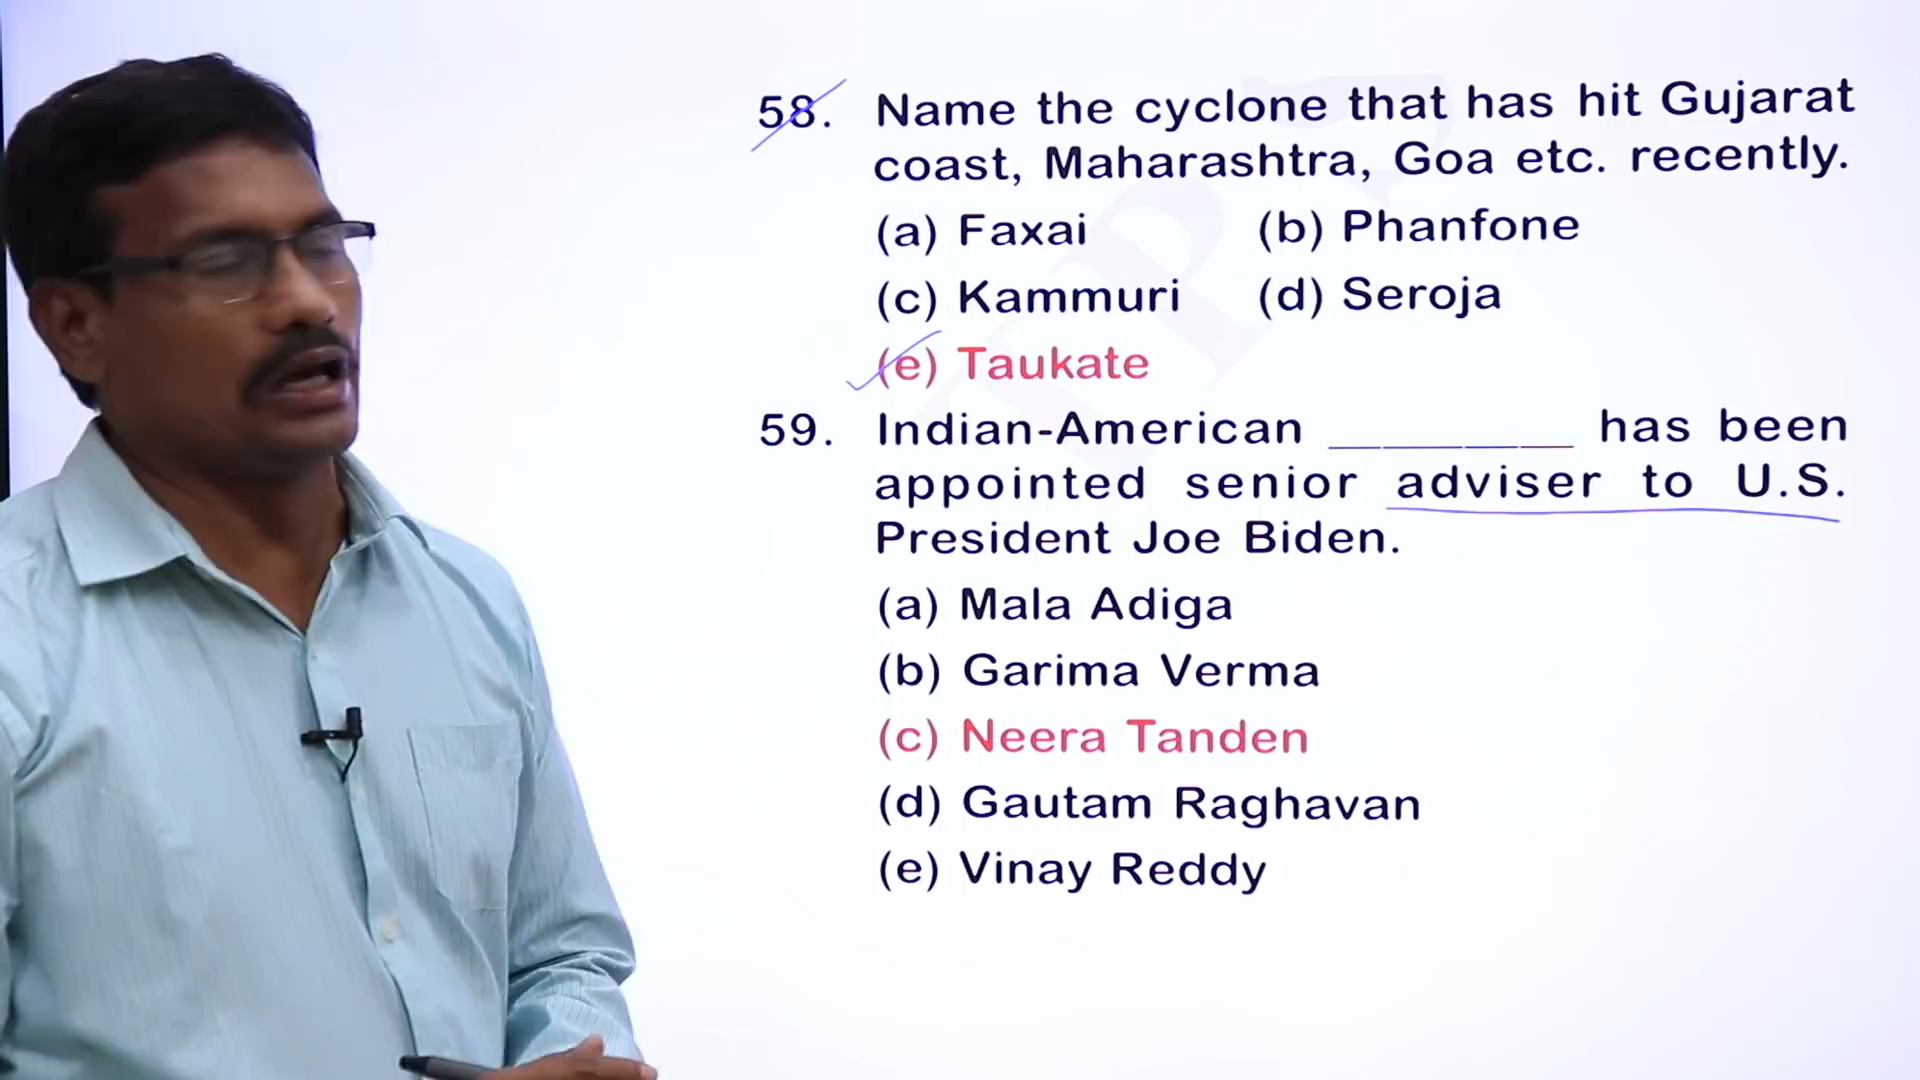 58. Name the cyclone that has hit Gujarat
coast, Maharashtra, Goa etc. recently.
(a) Faxai (b) Phanfone
(c) Kammuri (d) Seroja
(e) Taukate
59. Indian-American _________ has been
appointed senior adviser to U.S.
President Joe Biden.
(a) Mala Adiga
(b) Garima Verma
(c) Neera Tanden
(d) Gautam Raghavan
(e) Vinay Reddy